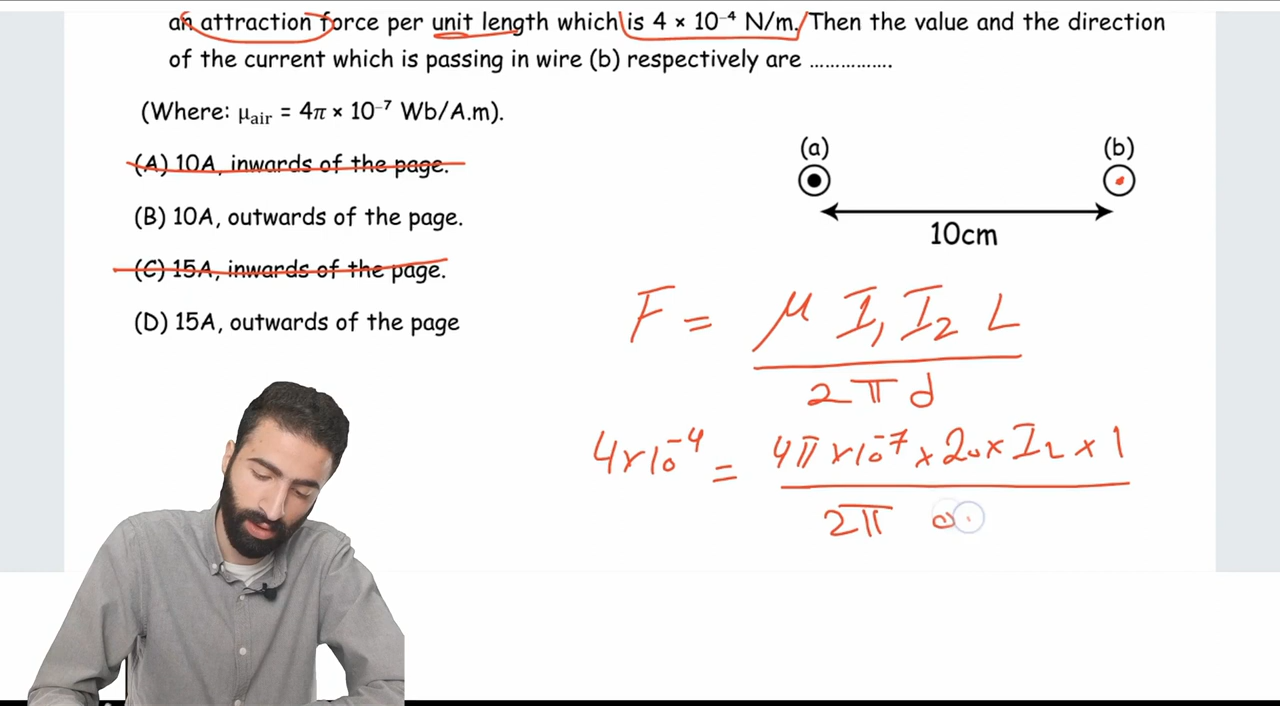 an attraction force per unit length which is 4 × 10⁻⁴ N/m. Then the value and the direction
of the current which is passing in wire (b) respectively are ................
(Where: μair = 4π × 10⁻⁷ Wb/A.m).
(A) 10A, inwards of the page.
(B) 10A, outwards of the page.
(C) 15A, inwards of the page.
(D) 15A, outwards of the page
(a) (b)
10cm
F = μ I₁ I₂ L
2π d
4×10⁻⁴ = 4π×10⁻⁷ × 20 × I₂ × 1
2π 0.